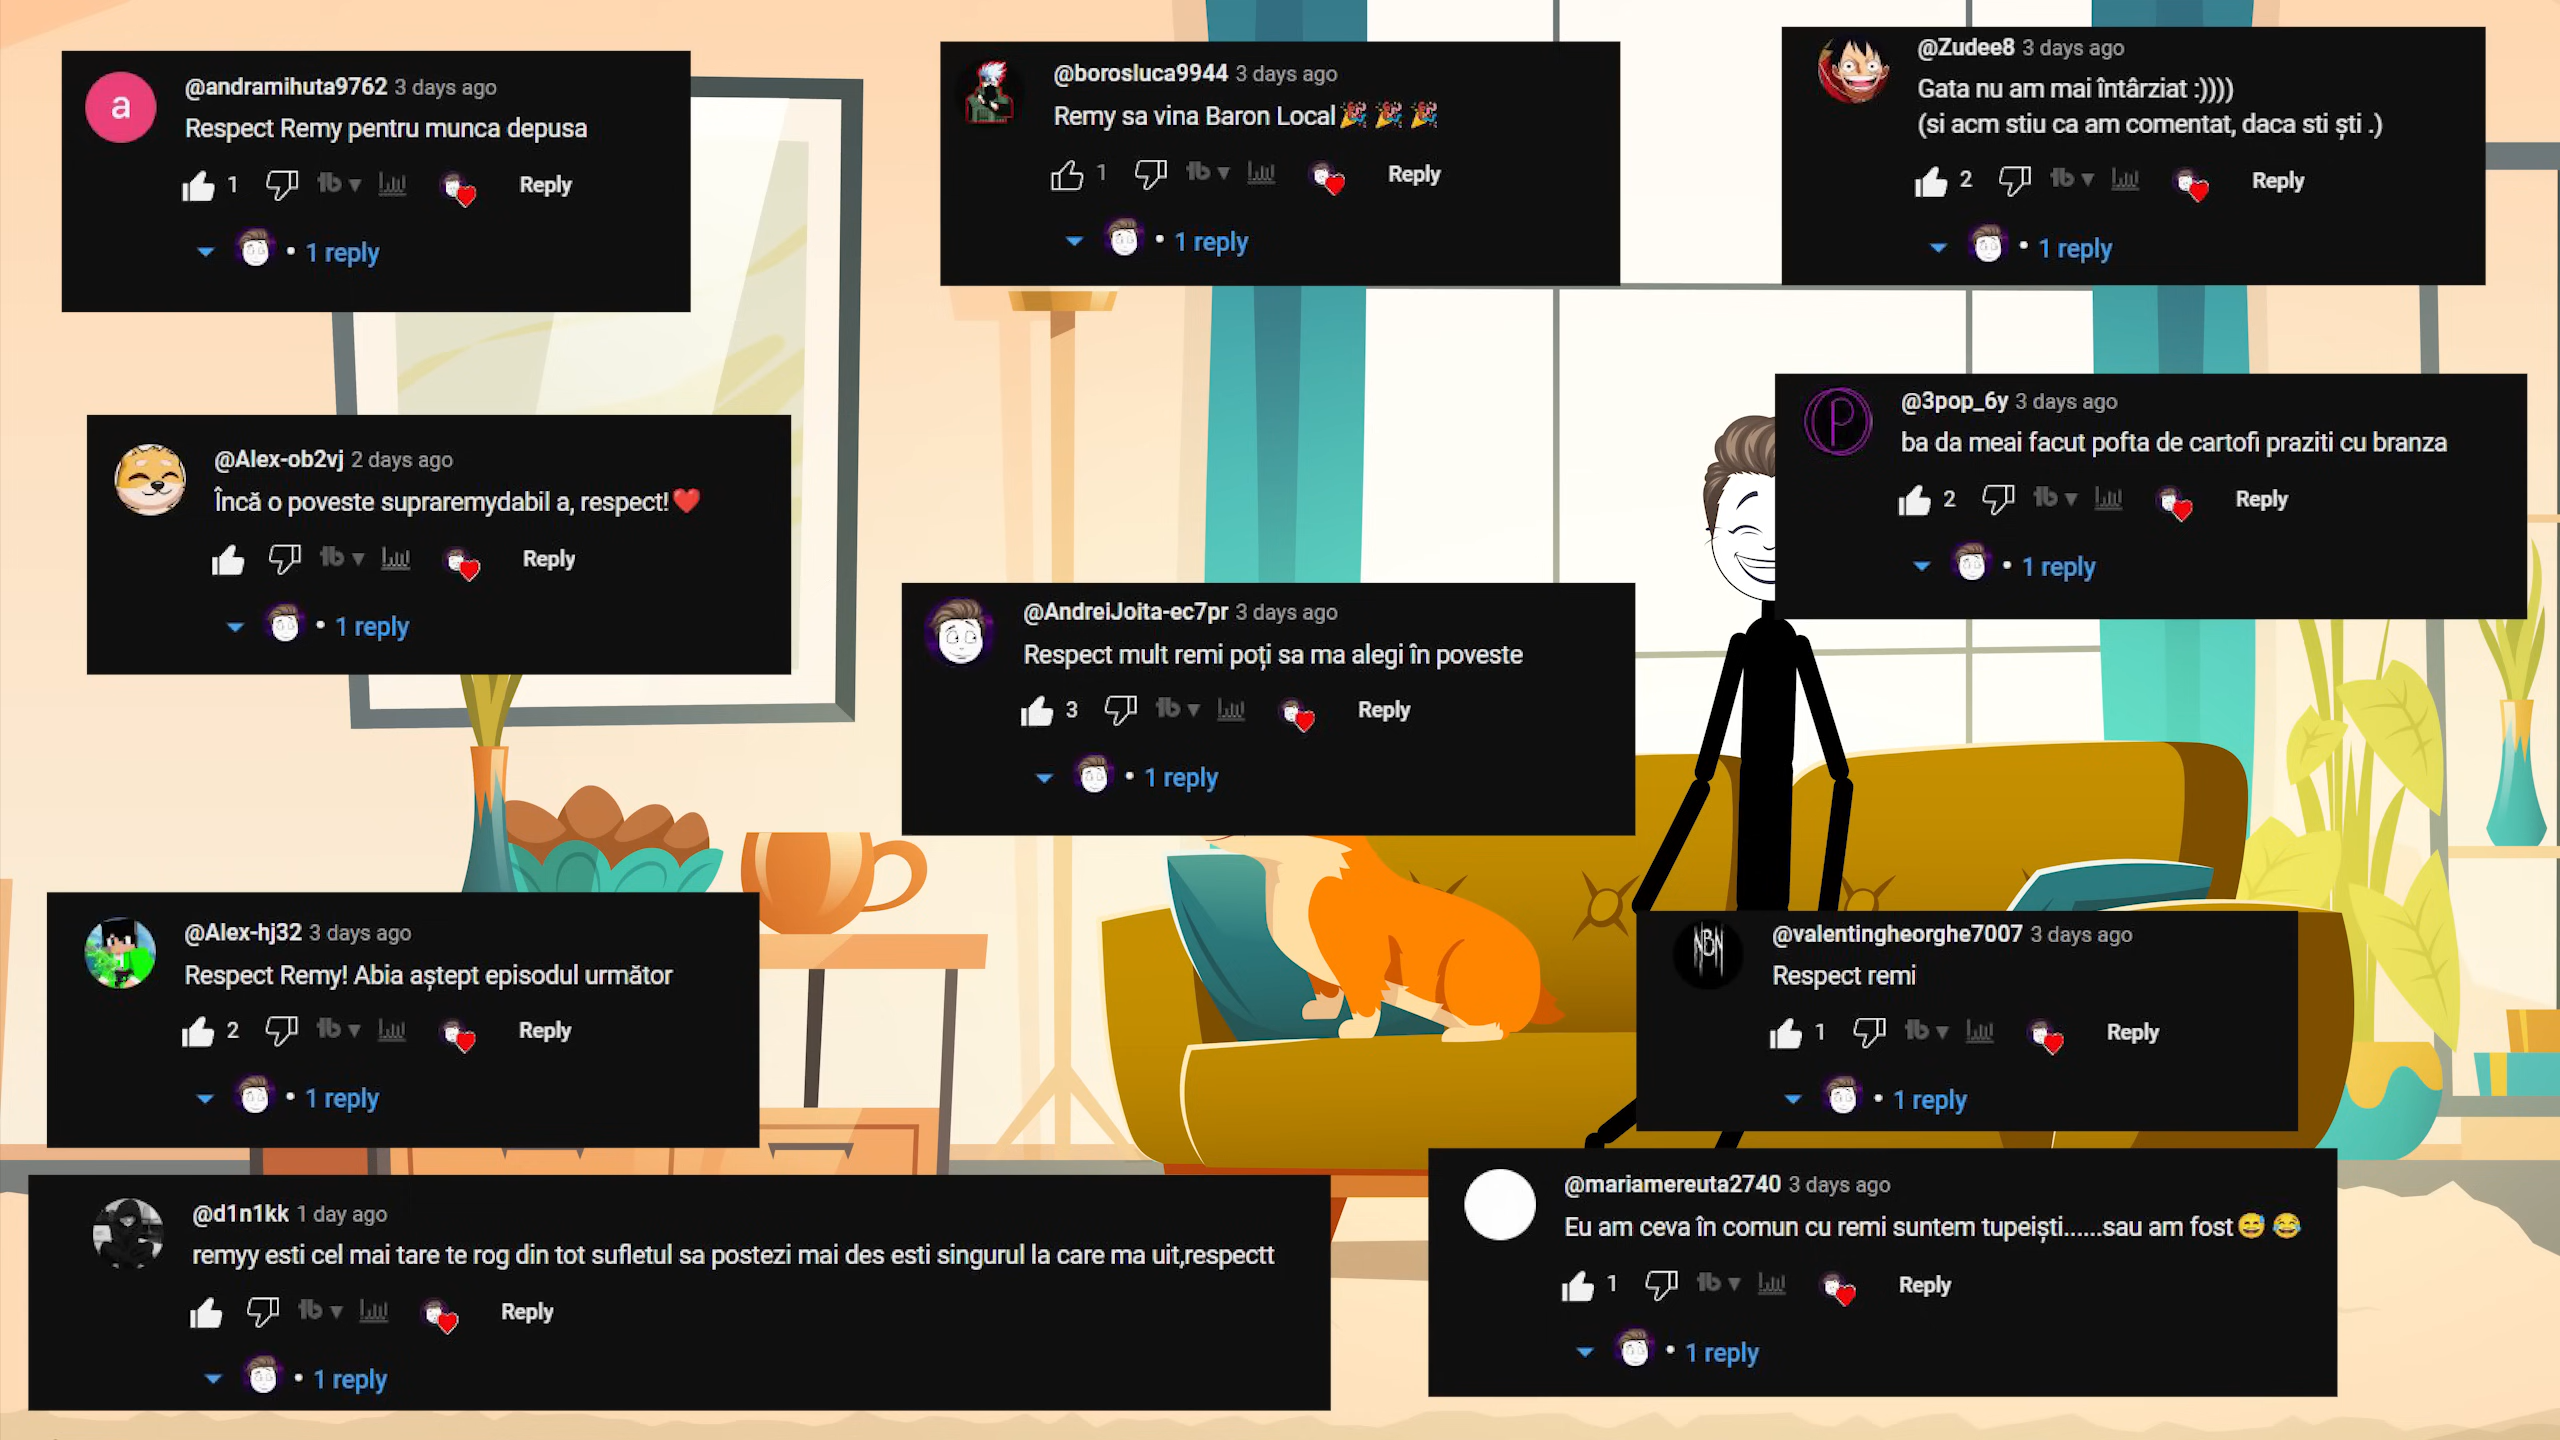 @andramihuta9762 3 days ago
Respect Remy pentru munca depusa
1 Reply
• 1 reply
@borosluca9944 3 days ago
Remy sa vina Baron Local🎉 🎉 🎉
1 Reply
• 1 reply
@Zudee8 3 days ago
Gata nu am mai întârziat :))))
(si acm stiu ca am comentat, daca sti ști .)
2 Reply
• 1 reply
@Alex-ob2vj 2 days ago
Încă o poveste supraremydabil a, respect!❤️
Reply
• 1 reply
@3pop_6y 3 days ago
ba da meai facut pofta de cartofi praziti cu branza
2 Reply
• 1 reply
@AndreiJoita-ec7pr 3 days ago
Respect mult remi poți sa ma alegi în poveste
3 Reply
• 1 reply
@Alex-hj32 3 days ago
Respect Remy! Abia aștept episodul următor
2 Reply
• 1 reply
@valentingheorghe7007 3 days ago
Respect remi
1 Reply
• 1 reply
@d1n1kk 1 day ago
remyy esti cel mai tare te rog din tot sufletul sa postezi mai des esti singurul la care ma uit,respectt
Reply
• 1 reply
@mariamereuta2740 3 days ago
Eu am ceva în comun cu remi suntem tupeiști......sau am fost😅 😂
1 Reply
• 1 reply